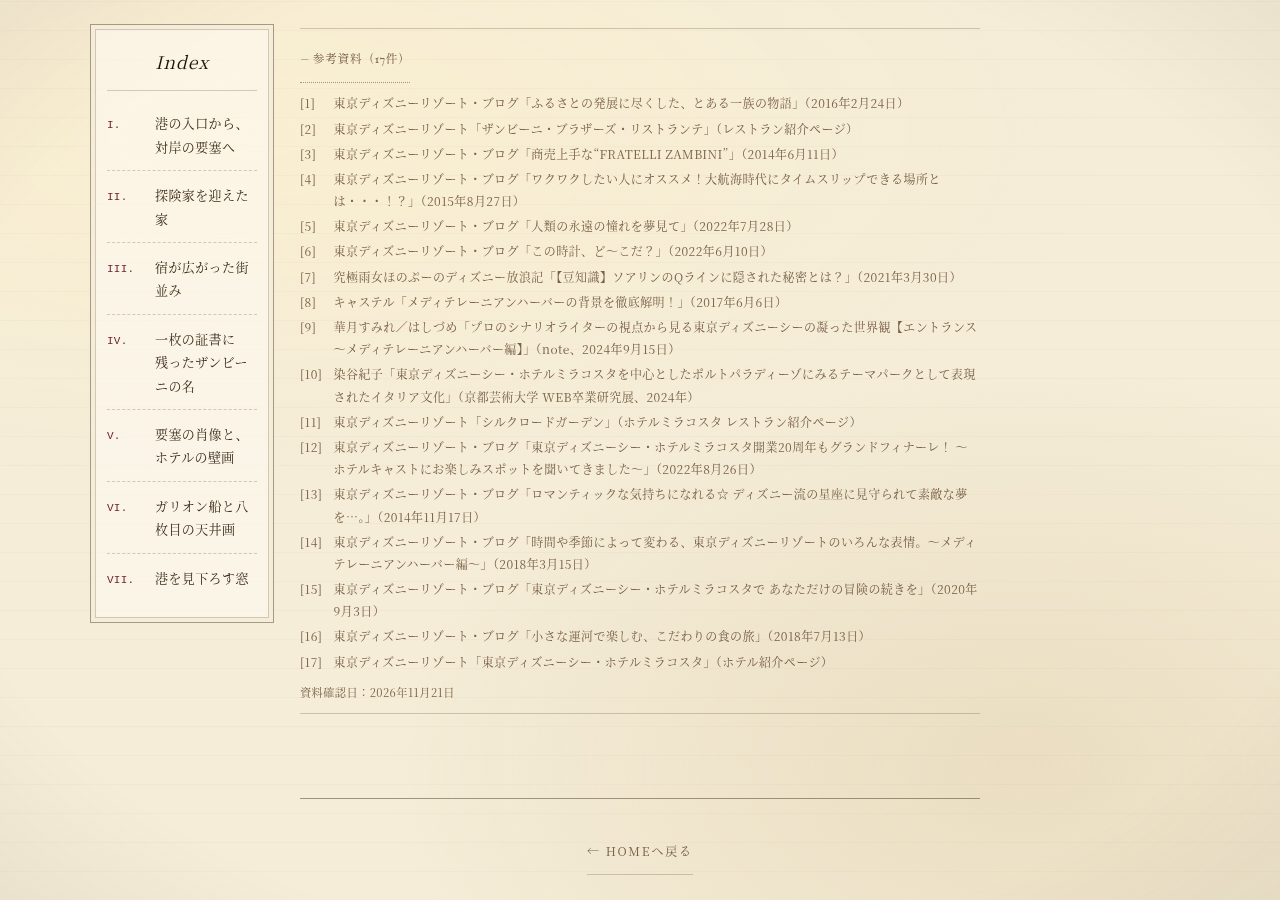 Index
I. 港の入口から、
対岸の要塞へ
II. 探険家を迎えた
家
III. 宿が広がった街
並み
IV. 一枚の証書に
残ったザンビー
ニの名
V. 要塞の肖像と、
ホテルの壁画
VI. ガリオン船と八
枚目の天井画
VII. 港を見下ろす窓
– 参考資料（17件）
[1] 東京ディズニーリゾート・ブログ「ふるさとの発展に尽くした、とある一族の物語」（2016年2月24日）
[2] 東京ディズニーリゾート「ザンビーニ・ブラザーズ・リストランテ」（レストラン紹介ページ）
[3] 東京ディズニーリゾート・ブログ「商売上手な“FRATELLI ZAMBINI”」（2014年6月11日）
[4] 東京ディズニーリゾート・ブログ「ワクワクしたい人にオススメ！大航海時代にタイムスリップできる場所と
は・・・！？」（2015年8月27日）
[5] 東京ディズニーリゾート・ブログ「人類の永遠の憧れを夢見て」（2022年7月28日）
[6] 東京ディズニーリゾート・ブログ「この時計、ど～こだ？」（2022年6月10日）
[7] 究極雨女ほのぷーのディズニー放浪記「【豆知識】ソアリンのQラインに隠された秘密とは？」（2021年3月30日）
[8] キャステル「メディテレーニアンハーバーの背景を徹底解明！」（2017年6月6日）
[9] 華月すみれ／はしづめ「プロのシナリオライターの視点から見る東京ディズニーシーの凝った世界観【エントランス
～メディテレーニアンハーバー編】」（note、2024年9月15日）
[10] 染谷紀子「東京ディズニーシー・ホテルミラコスタを中心としたポルトパラディーゾにみるテーマパークとして表現
されたイタリア文化」（京都芸術大学 WEB卒業研究展、2024年）
[11] 東京ディズニーリゾート「シルクロードガーデン」（ホテルミラコスタ レストラン紹介ページ）
[12] 東京ディズニーリゾート・ブログ「東京ディズニーシー・ホテルミラコスタ開業20周年もグランドフィナーレ！ ～
ホテルキャストにお楽しみスポットを聞いてきました～」（2022年8月26日）
[13] 東京ディズニーリゾート・ブログ「ロマンティックな気持ちになれる☆ ディズニー流の星座に見守られて素敵な夢
を…。」（2014年11月17日）
[14] 東京ディズニーリゾート・ブログ「時間や季節によって変わる、東京ディズニーリゾートのいろんな表情。～メディ
テレーニアンハーバー編～」（2018年3月15日）
[15] 東京ディズニーリゾート・ブログ「東京ディズニーシー・ホテルミラコスタで あなただけの冒険の続きを」（2020年
9月3日）
[16] 東京ディズニーリゾート・ブログ「小さな運河で楽しむ、こだわりの食の旅」（2018年7月13日）
[17] 東京ディズニーリゾート「東京ディズニーシー・ホテルミラコスタ」（ホテル紹介ページ）
資料確認日：2026年11月21日
← HOMEへ戻る